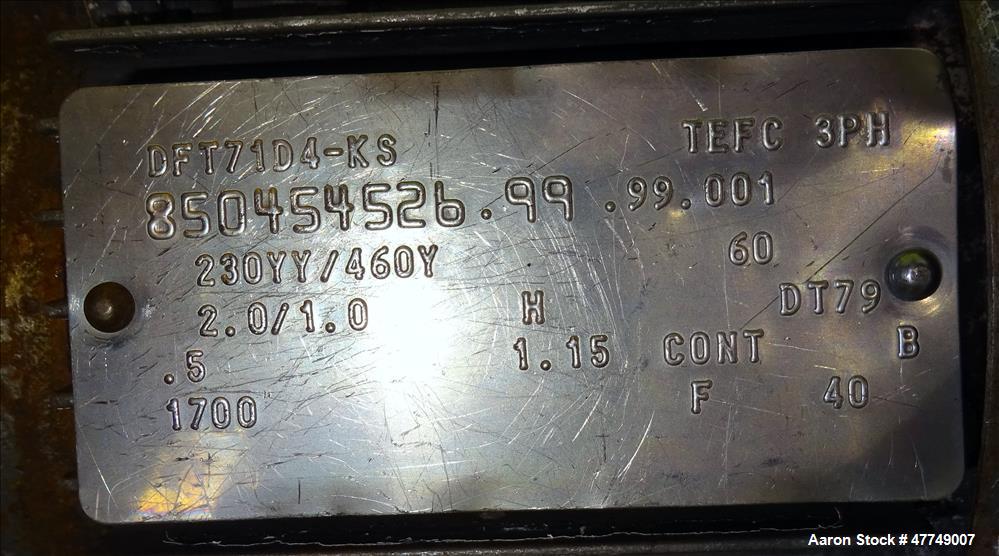 DFT71D4-KS TEFC 3PH
850454526.99.99.001
230YY/460Y 60
2.0/1.0 H DT79
.5 1.15 CONT B
1700 F 40
Aaron Stock # 47749007